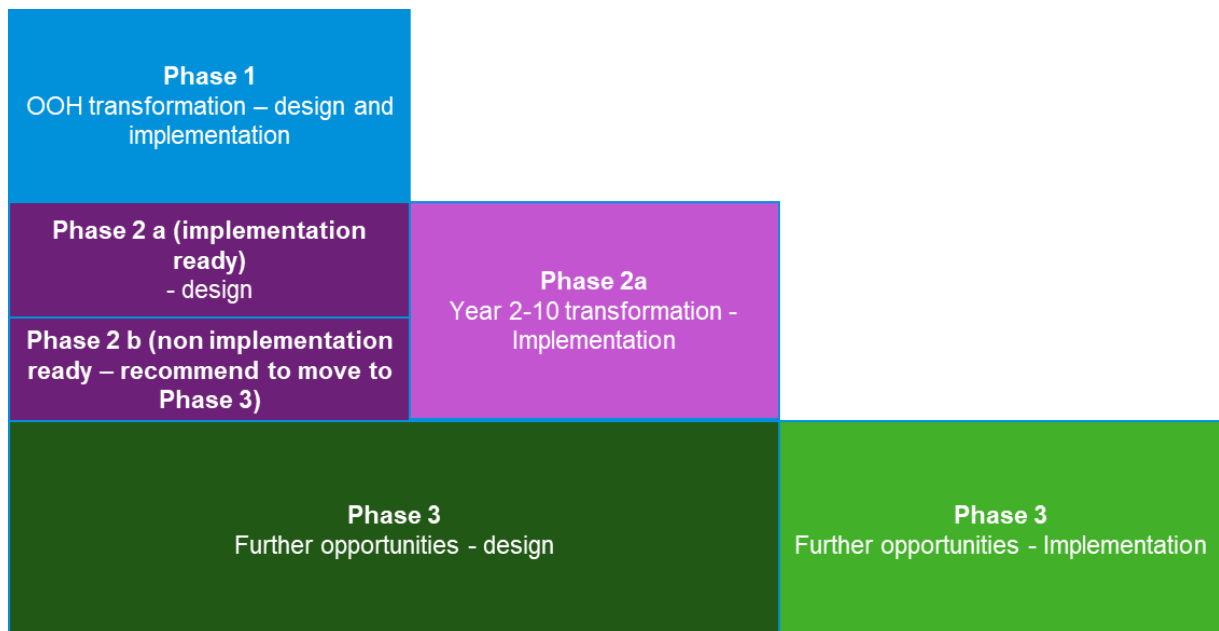 Phase 1
OOH transformation – design and
implementation
Phase 2 a (implementation
ready)
- design
Phase 2 b (non implementation
ready – recommend to move to
Phase 3)
Phase 2a
Year 2-10 transformation -
Implementation
Phase 3
Further opportunities - design
Phase 3
Further opportunities - Implementation